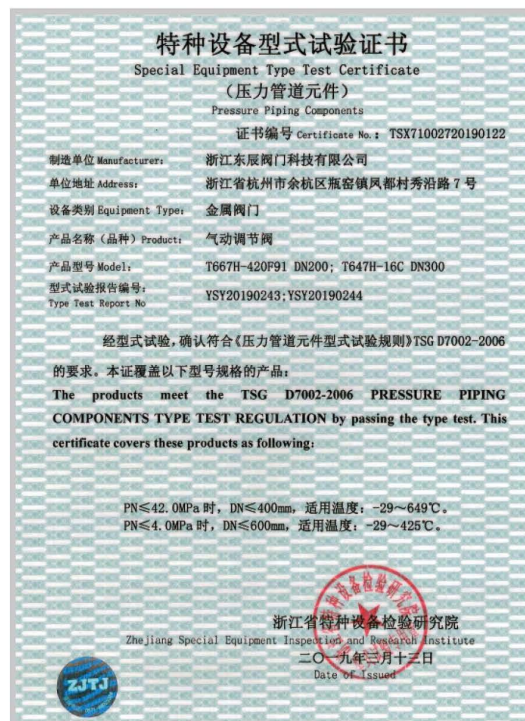 特种设备型式试验证书
Special Equipment Type Test Certificate
（压力管道元件）
Pressure Piping Components
证书编号 Certificate No.： TSX71002720190122
制造单位 Manufacturer： 浙江东辰阀门科技有限公司
单位地址 Address： 浙江省杭州市余杭区瓶窑镇凤都村秀沿路 7 号
设备类别 Equipment Type： 金属阀门
产品名称（品种）Product： 气动调节阀
产品型号 Model： T667H-420F91 DN200; T647H-16C DN300
型式试验报告编号： YSY20190243;YSY20190244
Type Test Report No
经型式试验,确认符合《压力管道元件型式试验规则》TSG D7002-2006
的要求。本证覆盖以下型号规格的产品：
The products meet the TSG D7002-2006 PRESSURE PIPING
COMPONENTS TYPE TEST REGULATION by passing the type test. This
certificate covers these products as following:
PN≤42.0MPa 时，DN≤400mm，适用温度：-29～649℃。
PN≤4.0MPa 时，DN≤600mm，适用温度：-29～425℃。
浙江省特种设备检验研究院
Zhejiang Special Equipment Inspection and Research Institute
二〇一九年三月十三日
Date of Issued
ZJTJ